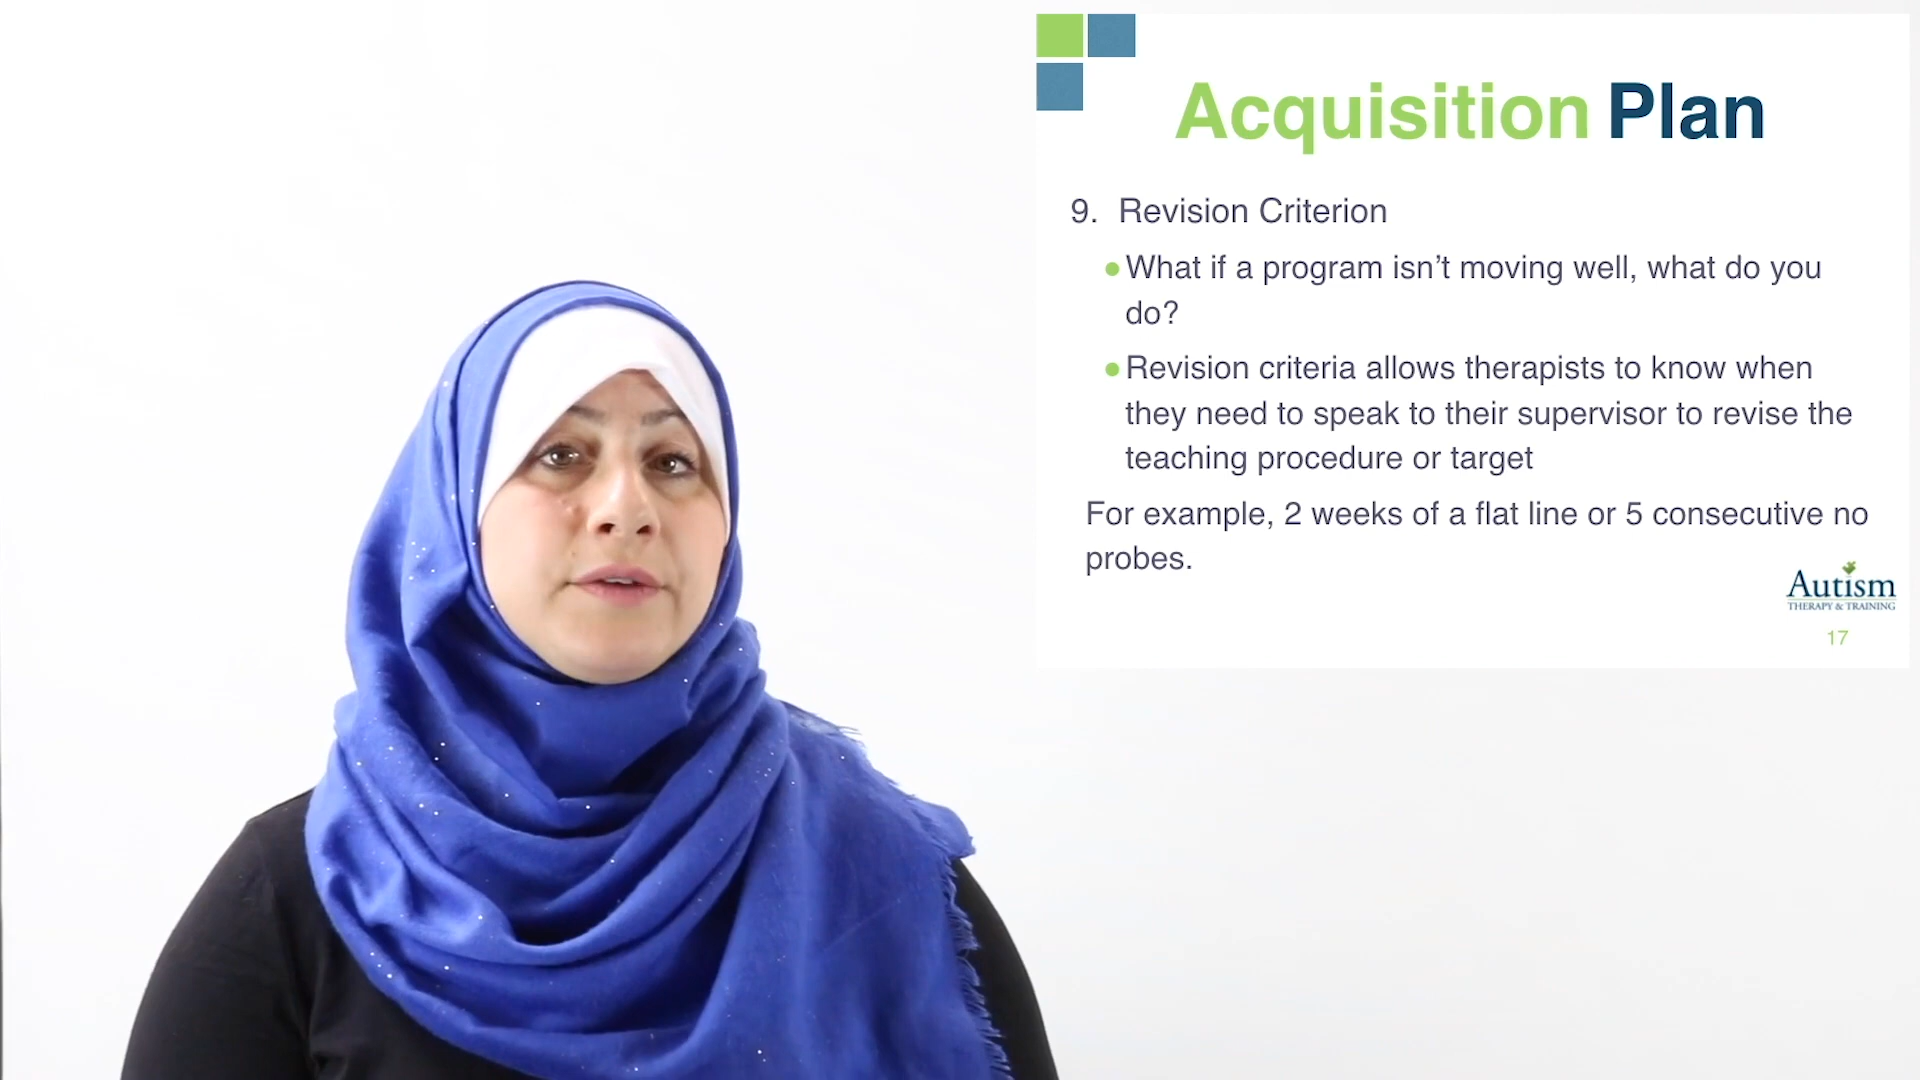 Acquisition Plan
9. Revision Criterion
●What if a program isn’t moving well, what do you
do?
●Revision criteria allows therapists to know when
they need to speak to their supervisor to revise the
teaching procedure or target
For example, 2 weeks of a flat line or 5 consecutive no
probes.
Autism
THERAPY & TRAINING
17